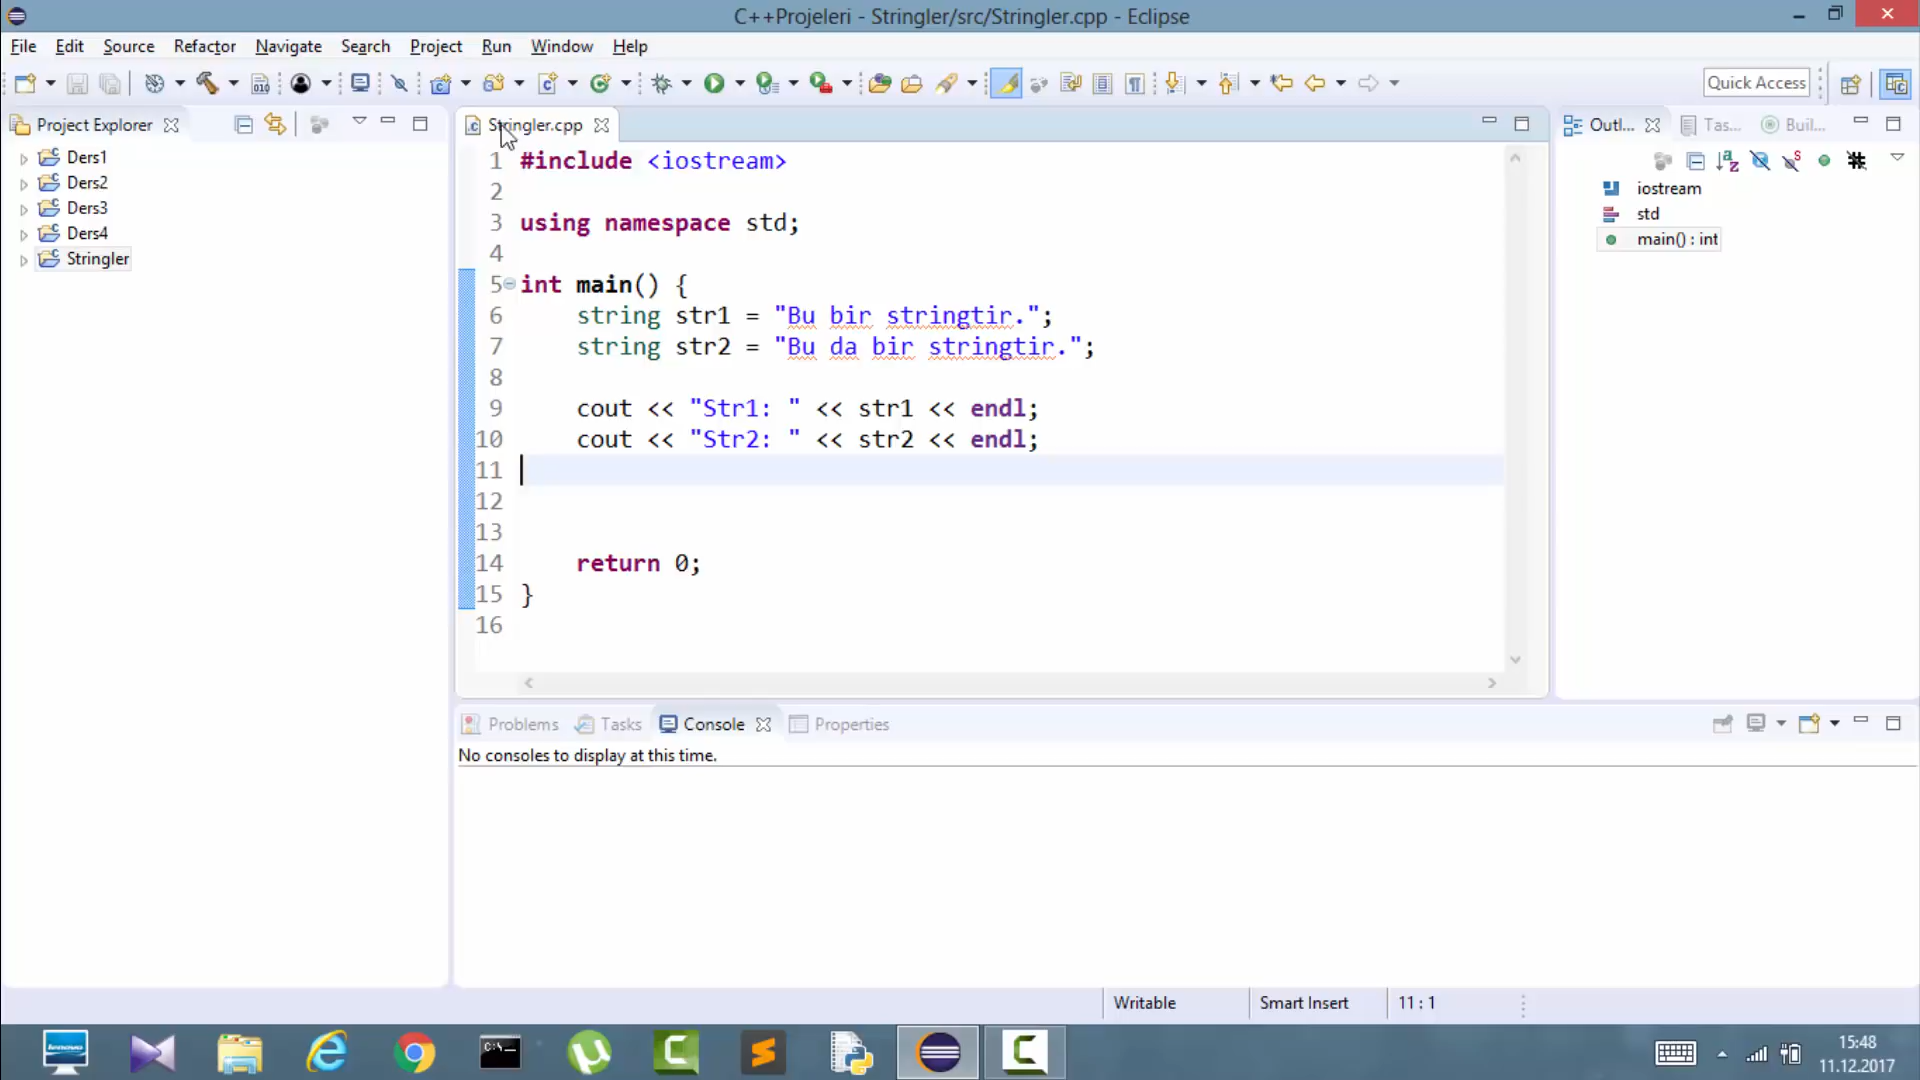 C++Projeleri - Stringler/src/Stringler.cpp - Eclipse
File Edit Source Refactor Navigate Search Project Run Window Help
Quick Access
Project Explorer
Ders1
Ders2
Ders3
Ders4
Stringler
Stringler.cpp
1 #include <iostream>
2
3 using namespace std;
4
5 int main() {
6 string str1 = "Bu bir stringtir.";
7 string str2 = "Bu da bir stringtir.";
8
9 cout << "Str1: " << str1 << endl;
10 cout << "Str2: " << str2 << endl;
11
12
13
14 return 0;
15 }
16
Outl... Tas... Buil...
iostream
std
main() : int
Problems Tasks Console Properties
No consoles to display at this time.
Writable Smart Insert 11 : 1
15:48
11.12.2017